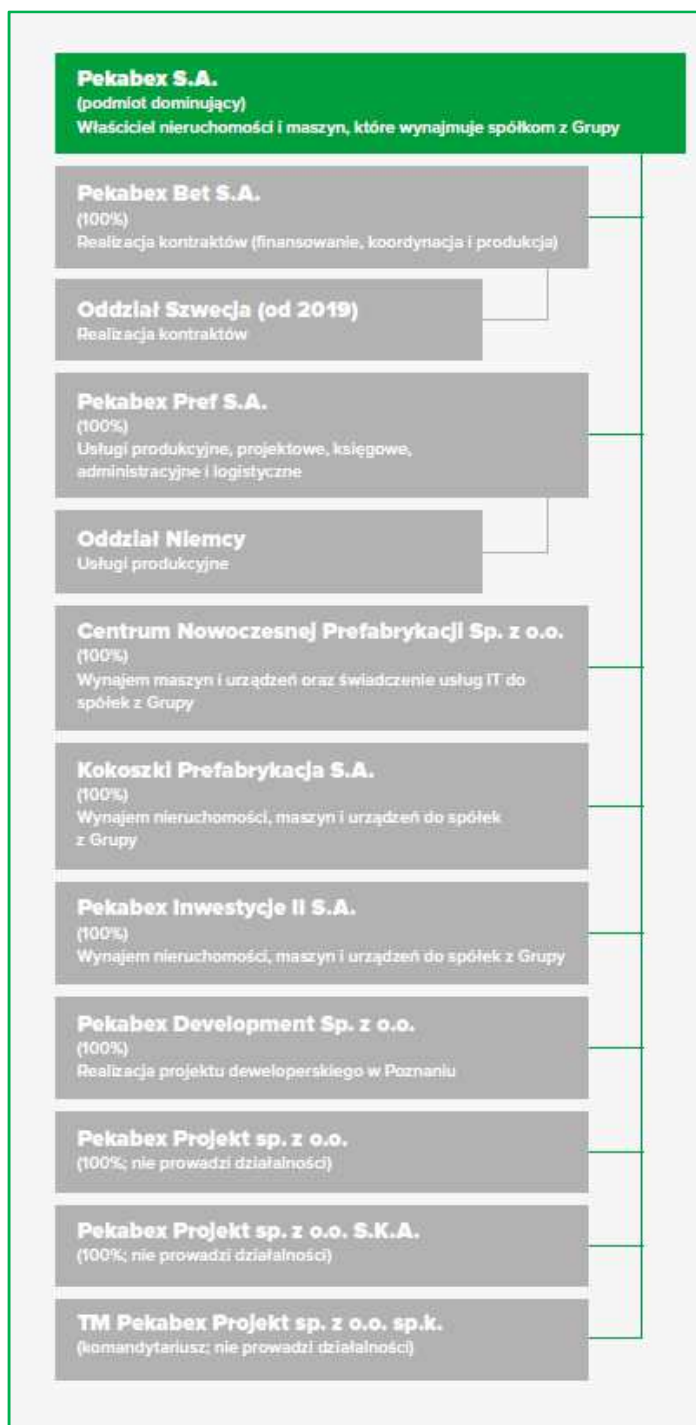 Pekabex S.A.
(podmiot dominujący)
Właściciel nieruchomości i maszyn, które wynajmuje spółkom z Grupy
Pekabex Bet S.A.
(100%)
Realizacja kontraktów (finansowanie, koordynacja i produkcja)
Oddział Szwecja (od 2019)
Realizacja kontraktów
Pekabex Pref S.A.
(100%)
Usługi produkcyjne, projektowe, księgowe,
administracyjne i logistyczne
Oddział Niemcy
Usługi produkcyjne
Centrum Nowoczesnej Prefabrykacji Sp. z o.o.
(100%)
Wynajem maszyn i urządzeń oraz świadczenie usług IT do
spółek z Grupy
Kokoszki Prefabrykacja S.A.
(100%)
Wynajem nieruchomości, maszyn i urządzeń do spółek
z Grupy
Pekabex Inwestycje II S.A.
(100%)
Wynajem nieruchomości, maszyn i urządzeń do spółek z Grupy
Pekabex Development Sp. z o.o.
(100%)
Realizacja projektu deweloperskiego w Poznaniu
Pekabex Projekt sp. z o.o.
(100%; nie prowadzi działalności)
Pekabex Projekt sp. z o.o. S.K.A.
(100%; nie prowadzi działalności)
TM Pekabex Projekt sp. z o.o. sp.k.
(komandytariusz; nie prowadzi działalności)